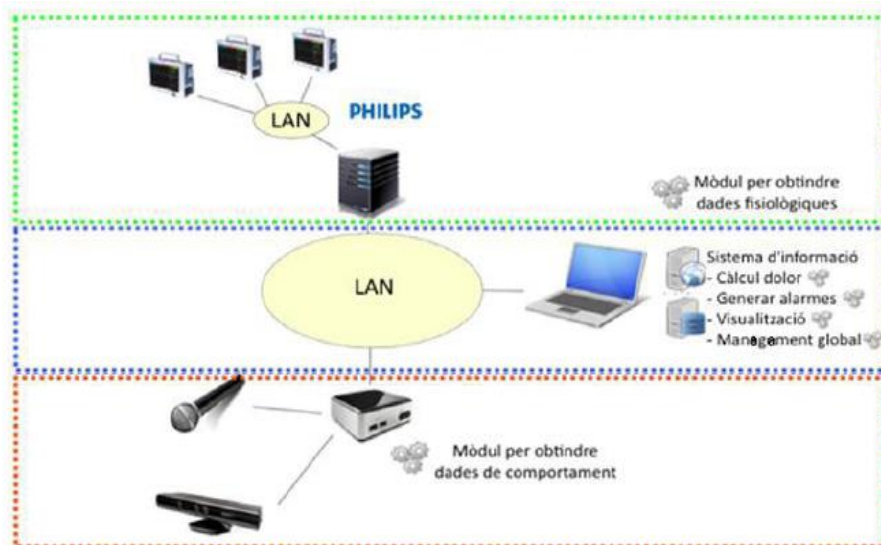 LAN
PHILIPS
Mòdul per obtindre
dades fisiològiques
LAN
Sistema d'informació
- Càlcul dolor
- Generar alarmes
- Visualització
- Management global
Mòdul per obtindre
dades de comportament